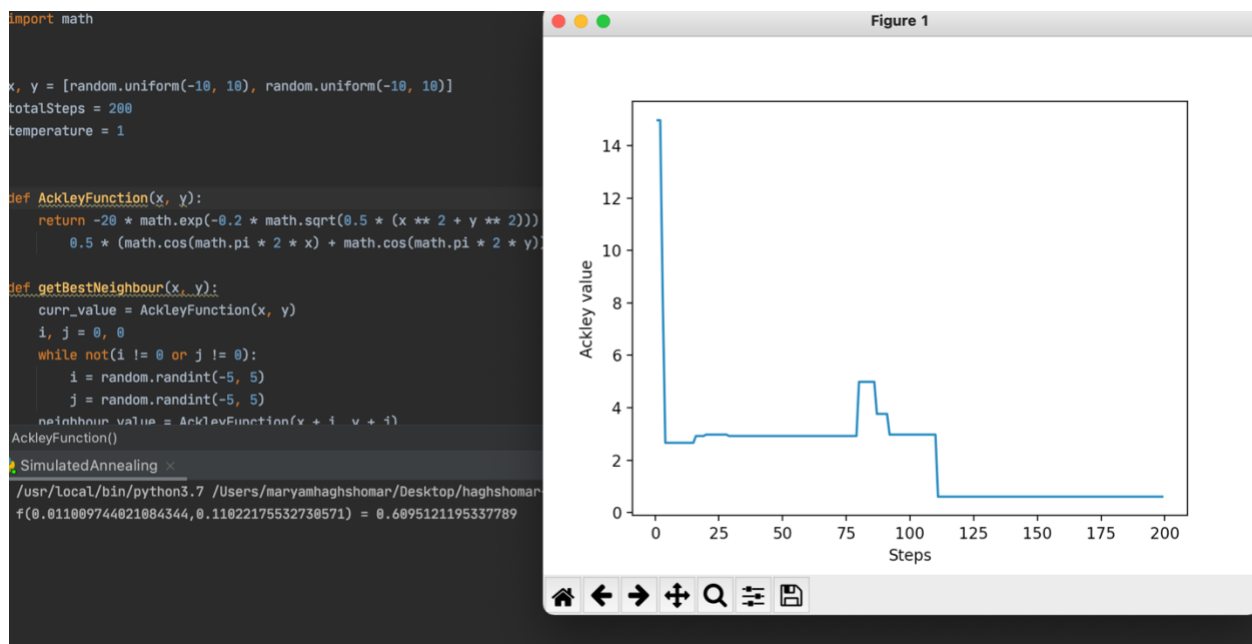 import math
x, y = [random.uniform(-10, 10), random.uniform(-10, 10)]
totalSteps = 200
temperature = 1
def AckleyFunction(x, y):
return -20 * math.exp(-0.2 * math.sqrt(0.5 * (x ** 2 + y ** 2)))
0.5 * (math.cos(math.pi * 2 * x) + math.cos(math.pi * 2 * y)
def getBestNeighbour(x, y):
curr_value = AckleyFunction(x, y)
i, j = 0, 0
while not(i != 0 or j != 0):
i = random.randint(-5, 5)
j = random.randint(-5, 5)
neighbour_value = AckleyFunction(x + i, y + j)
AckleyFunction()
SimulatedAnnealing ×
/usr/local/bin/python3.7 /Users/maryamhaghshomar/Desktop/haghshomar-
f(0.011009744021084344,0.11022175532730571) = 0.6095121195337789
Figure 1
14
12
10
8
6
4
2
0
Ackley value
0 25 50 75 100 125 150 175 200
Steps